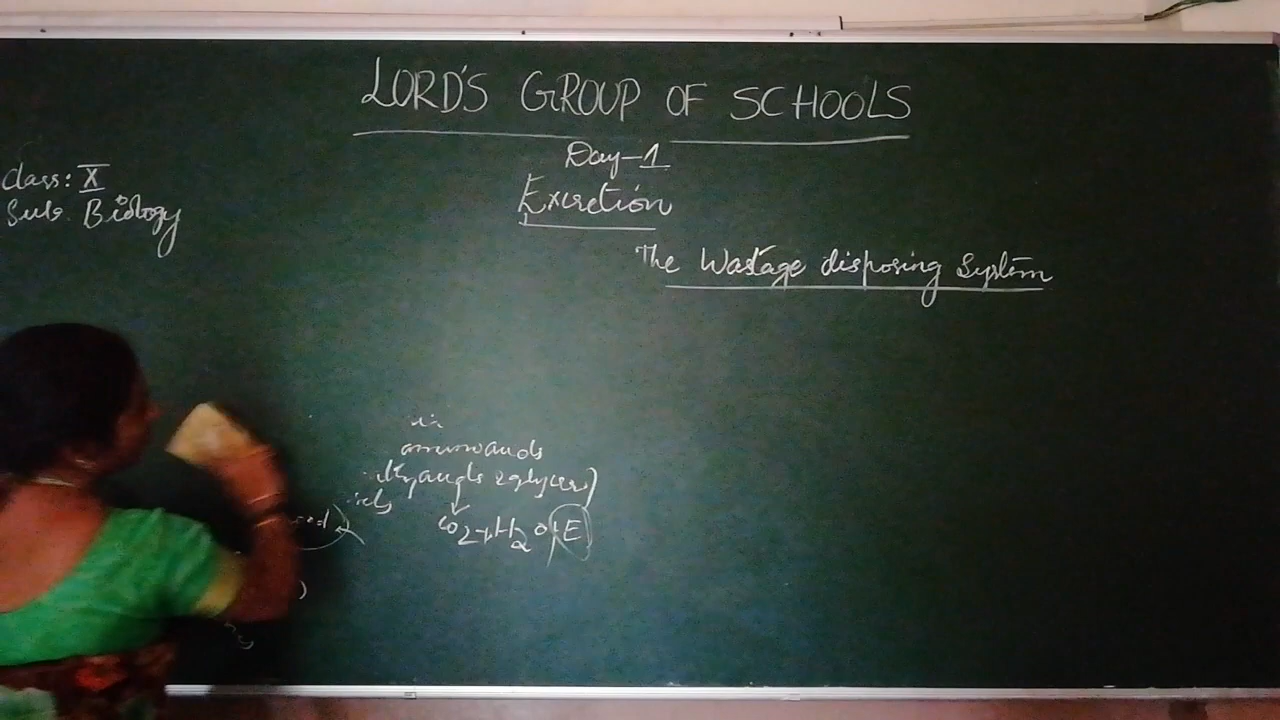 LORD'S GROUP OF SCHOOLS
Day-1
Class: X
Excretion
Sub: Biology
The Wastage disposing System
CO2+H2O+E